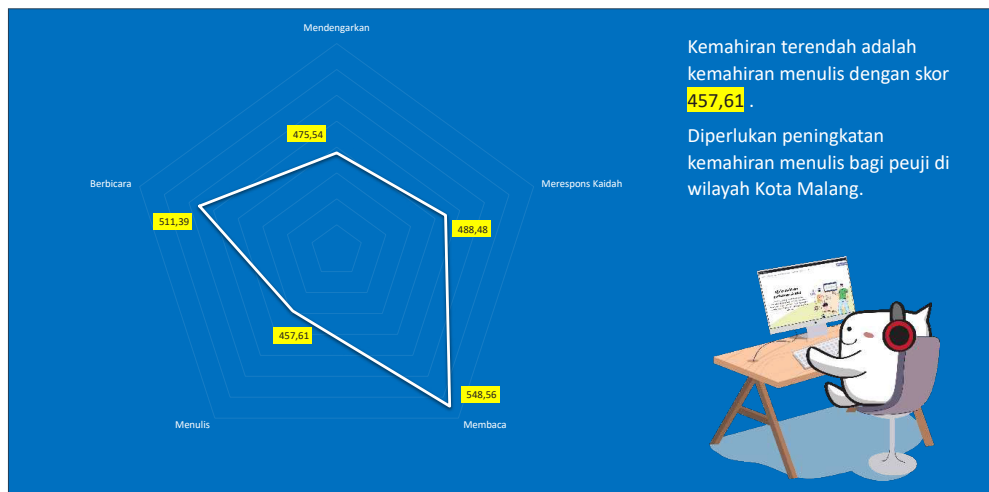 Mendengarkan
475,54
Berbicara
511,39
Merespons Kaidah
488,48
457,61
548,56
Menulis
Membaca
Kemahiran terendah adalah
kemahiran menulis dengan skor
457,61 .
Diperlukan peningkatan
kemahiran menulis bagi peuji di
wilayah Kota Malang.